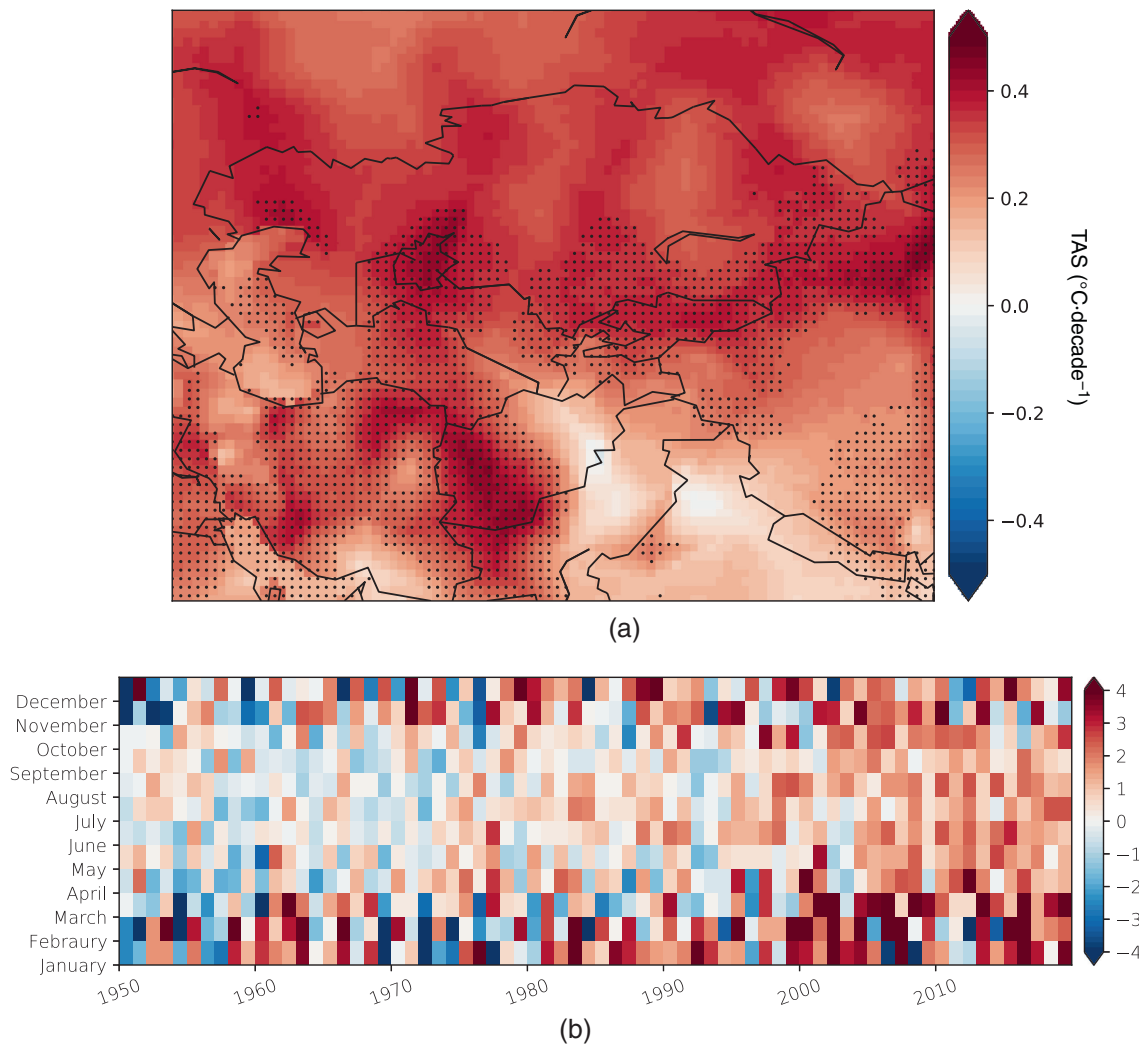 0.4
0.2
0.0
−0.2
−0.4
TAS (°C·decade⁻¹)
(a)
December
November
October
September
August
July
June
May
April
March
Febraury
January
1950
1960
1970
1980
1990
2000
2010
4
3
2
1
0
−1
−2
−3
−4
(b)